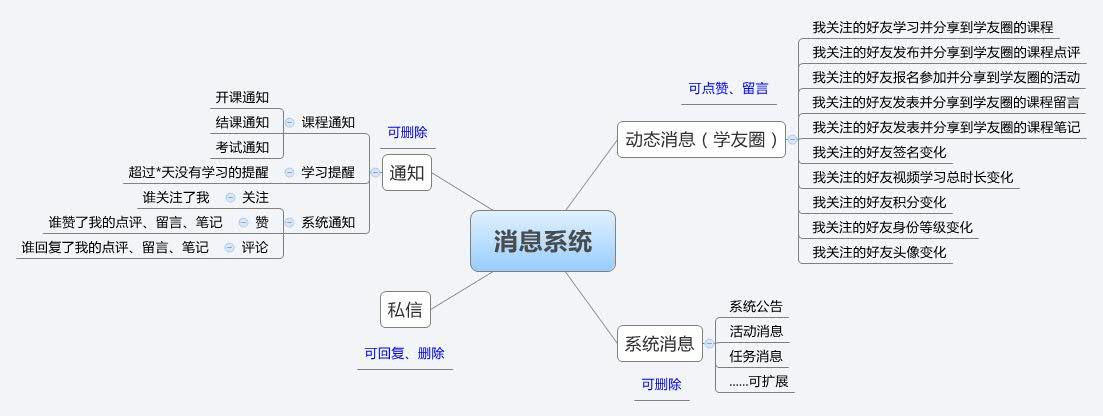 消息系统
可删除
通知
课程通知
开课通知
结课通知
考试通知
学习提醒
超过*天没有学习的提醒
系统通知
关注
谁关注了我
赞
谁赞了我的点评、留言、笔记
评论
谁回复了我的点评、留言、笔记
私信
可回复、删除
可点赞、留言
动态消息（学友圈）
我关注的好友学习并分享到学友圈的课程
我关注的好友发布并分享到学友圈的课程点评
我关注的好友报名参加并分享到学友圈的活动
我关注的好友发表并分享到学友圈的课程留言
我关注的好友发表并分享到学友圈的课程笔记
我关注的好友签名变化
我关注的好友视频学习总时长变化
我关注的好友积分变化
我关注的好友身份等级变化
我关注的好友头像变化
系统消息
可删除
系统公告
活动消息
任务消息
......可扩展